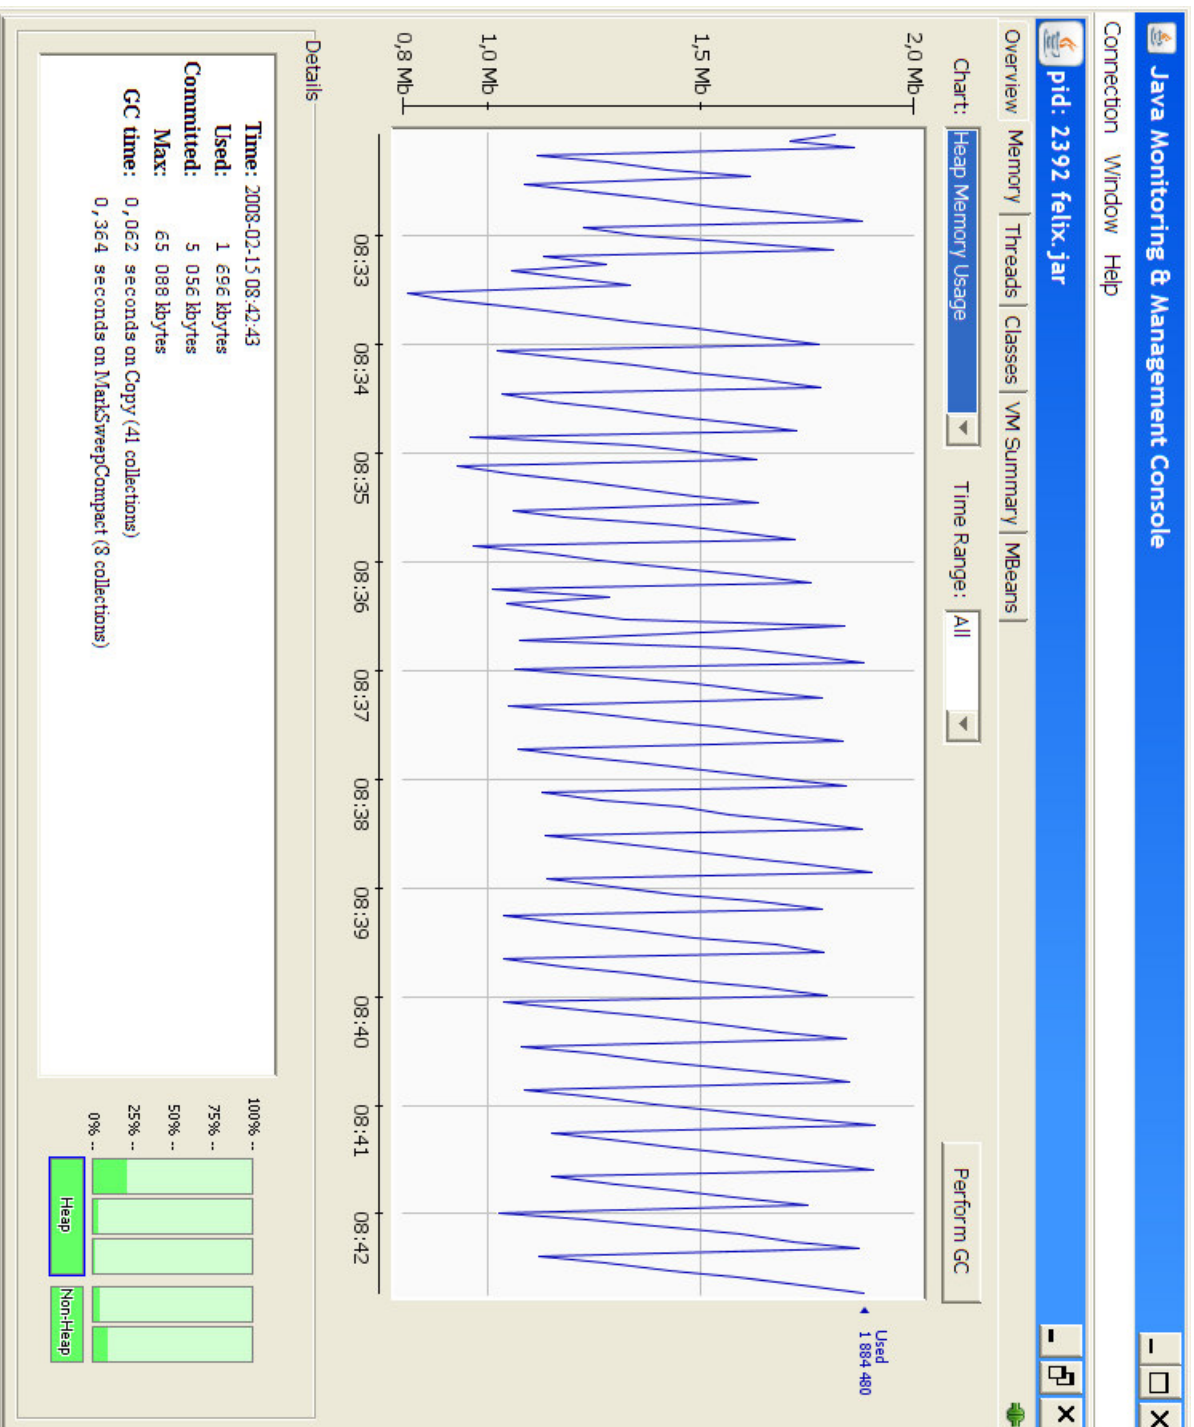 Java Monitoring & Management Console
Connection Window Help
pid: 2392 felix.jar
Overview Memory Threads Classes VM Summary MBeans
Chart: Heap Memory Usage Time Range: All Perform GC
2,0 Mb
1,5 Mb
1,0 Mb
0,8 Mb
Used
1 884 480
08:33 08:34 08:35 08:36 08:37 08:38 08:39 08:40 08:41 08:42
Details
Time: 2008-02-15 08:42:43
Used: 1 696 kbytes
Committed: 5 056 kbytes
Max: 65 088 kbytes
GC time: 0,062 seconds on Copy (41 collections)
0,364 seconds on MarkSweepCompact (8 collections)
100% --
75% --
50% --
25% --
0% --
Heap Non-Heap